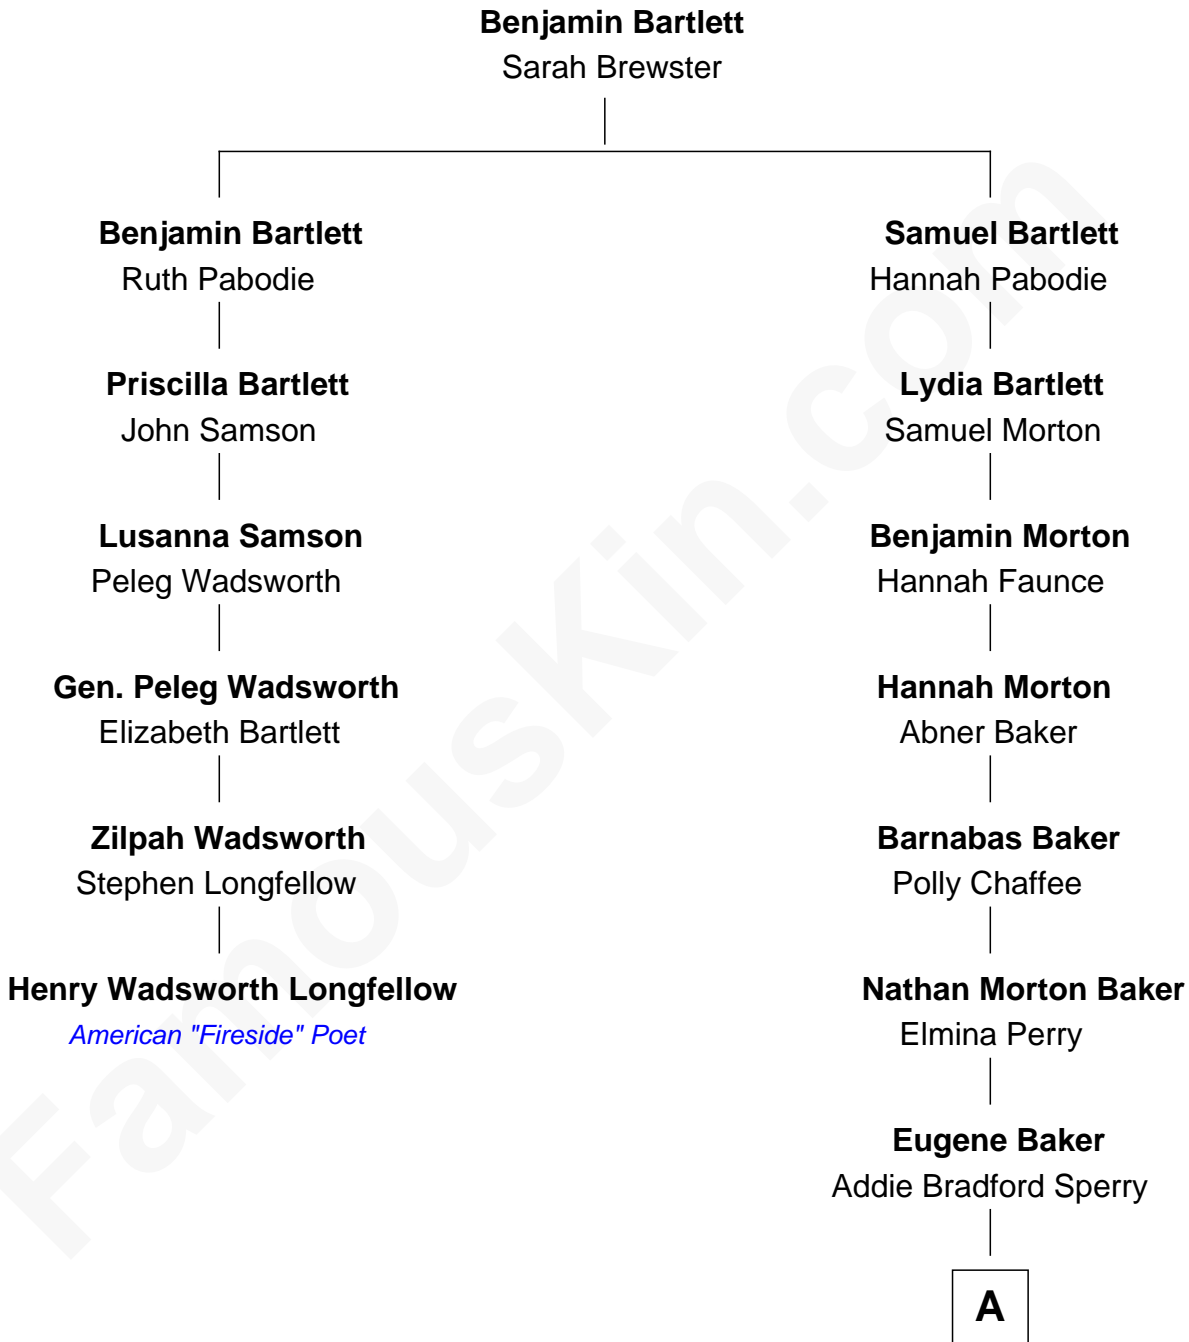 Benjamin Bartlett
Sarah Brewster
Benjamin Bartlett
Ruth Pabodie
Priscilla Bartlett
John Samson
Lusanna Samson
Peleg Wadsworth
Gen. Peleg Wadsworth
Elizabeth Bartlett
Zilpah Wadsworth
Stephen Longfellow
Henry Wadsworth Longfellow
American "Fireside" Poet
Samuel Bartlett
Hannah Pabodie
Lydia Bartlett
Samuel Morton
Benjamin Morton
Hannah Faunce
Hannah Morton
Abner Baker
Barnabas Baker
Polly Chaffee
Nathan Morton Baker
Elmina Perry
Eugene Baker
Addie Bradford Sperry
A
FamousKin.com